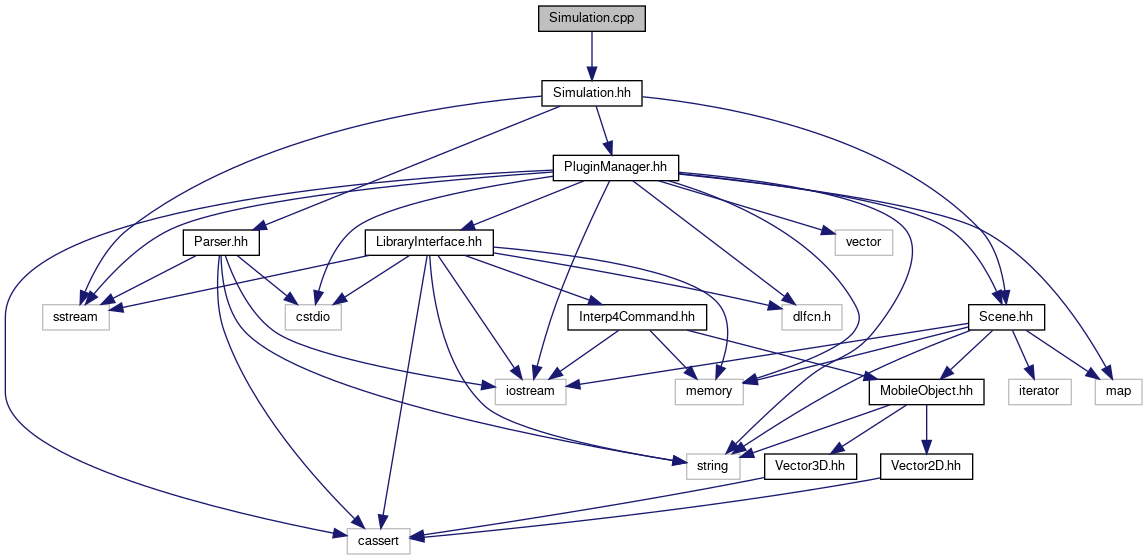 Simulation.cpp
Simulation.hh
PluginManager.hh
Parser.hh
LibraryInterface.hh
vector
sstream
cstdio
Interp4Command.hh
dlfcn.h
Scene.hh
iostream
memory
MobileObject.hh
iterator
map
string
Vector3D.hh
Vector2D.hh
cassert